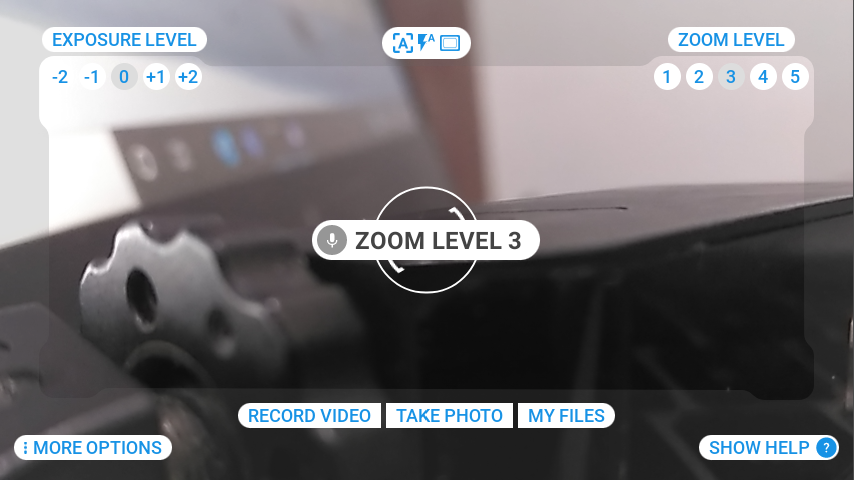 EXPOSURE LEVEL
A
ZOOM LEVEL
-2 -1 0 +1 +2
1 2 3 4 5
ZOOM LEVEL 3
RECORD VIDEO TAKE PHOTO MY FILES
MORE OPTIONS
SHOW HELP ?